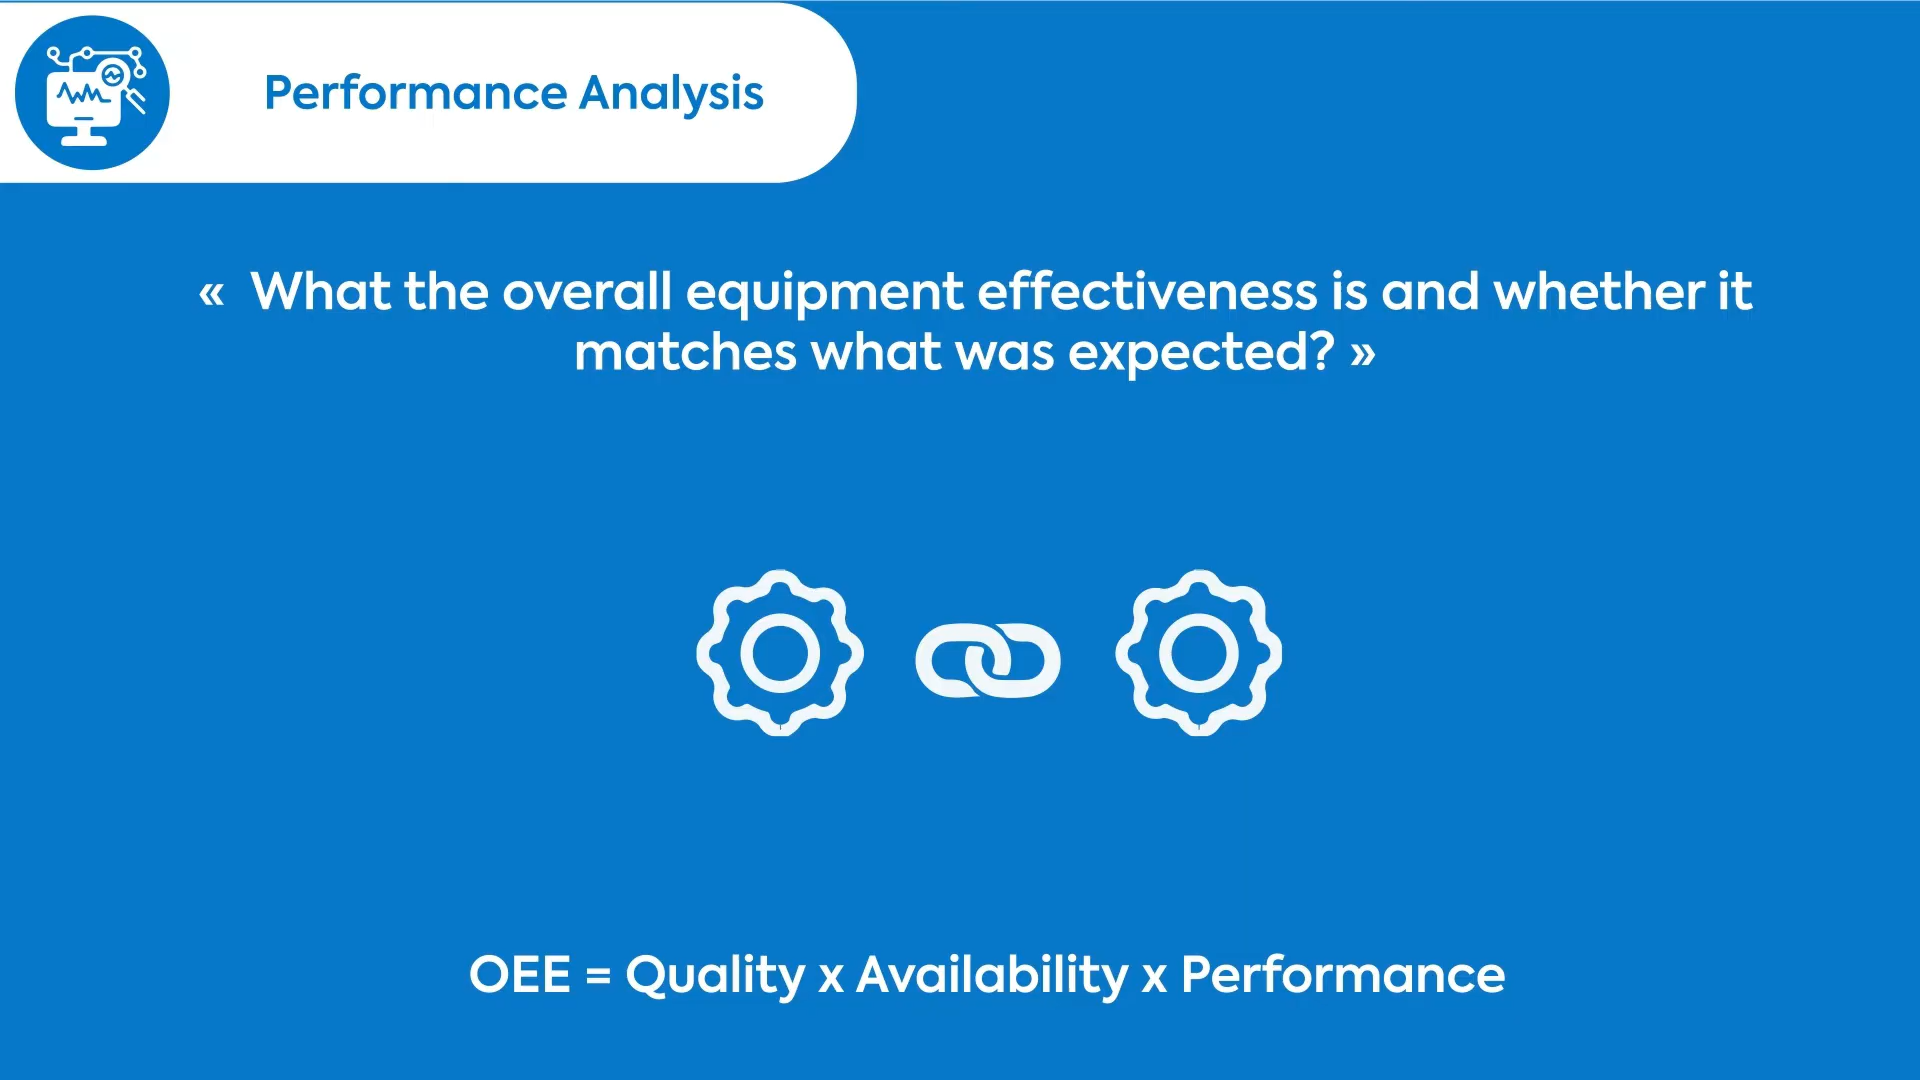 Performance Analysis
«  What the overall equipment effectiveness is and whether it
matches what was expected? »
OEE = Quality x Availability x Performance